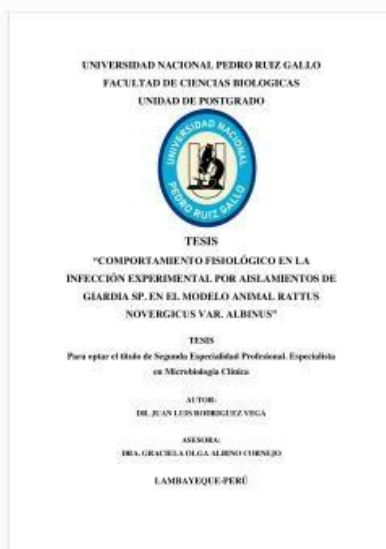 UNIVERSIDAD NACIONAL PEDRO RUIZ GALLO
FACULTAD DE CIENCIAS BIOLOGICAS
UNIDAD DE POSTGRADO
UNIVERSIDAD NACIONAL
PEDRO RUIZ GALLO
TESIS
“COMPORTAMIENTO FISIOLÓGICO EN LA
INFECCIÓN EXPERIMENTAL POR AISLAMIENTOS DE
GIARDIA SP. EN EL MODELO ANIMAL RATTUS
NOVERGICUS VAR. ALBINUS”
TESIS
Para optar el título de Segunda Especialidad Profesional. Especialista
en Microbiología Clínica
AUTOR:
DR. JUAN LUIS RODRIGUEZ VEGA
ASESORA:
DRA. GRACIELA OLGA ALBINO CORNEJO
LAMBAYEQUE-PERÚ